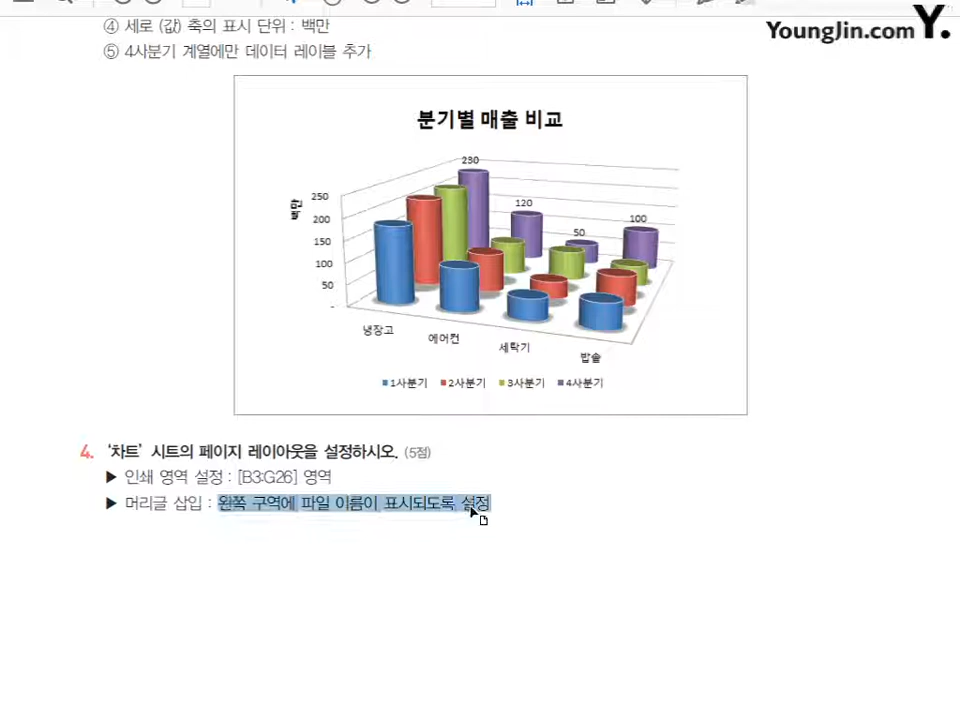 ④ 세로 (값) 축의 표시 단위 : 백만
YoungJin.com Y.
⑤ 4사분기 계열에만 데이터 레이블 추가
분기별 매출 비교
230
250
백만
120
100
200
50
150
100
50
-
냉장고
에어컨
세탁기
밥솥
1사분기 2사분기 3사분기 4사분기
4. '차트' 시트의 페이지 레이아웃을 설정하시오. (5점)
▶ 인쇄 영역 설정 : [B3:G26] 영역
▶ 머리글 삽입 : 왼쪽 구역에 파일 이름이 표시되도록 설정